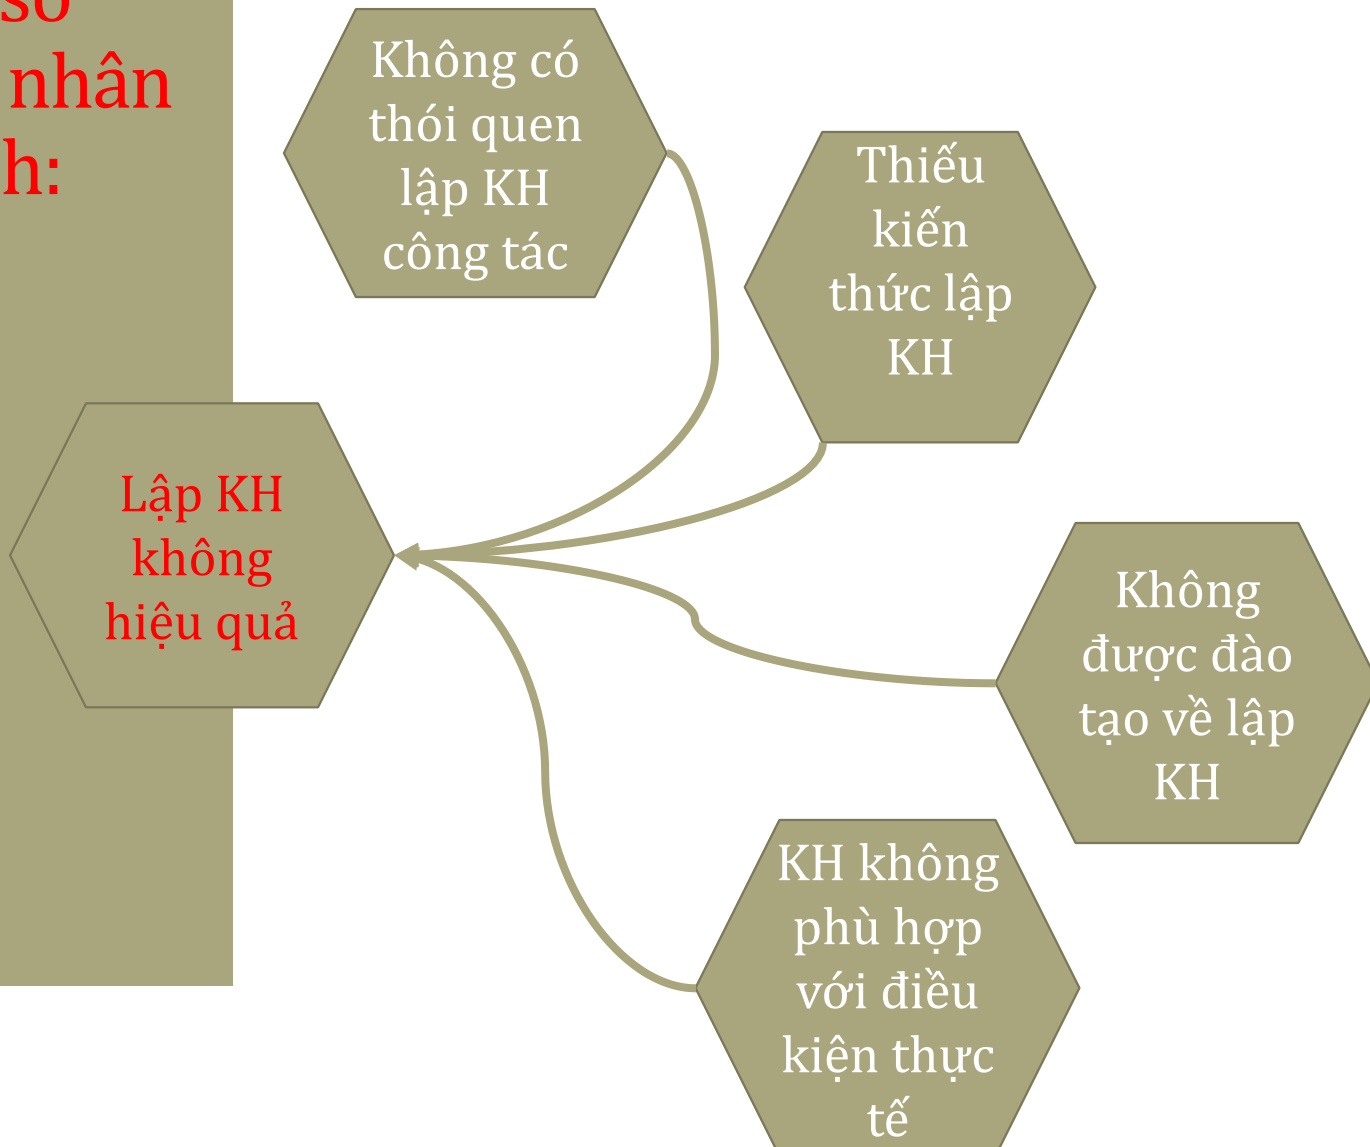 số
nhân
h:
Không có
thói quen
lập KH
công tác
Thiếu
kiến
thức lập
KH
Lập KH
không
hiệu quả
Không
được đào
tạo về lập
KH
KH không
phù hợp
với điều
kiện thực
tế